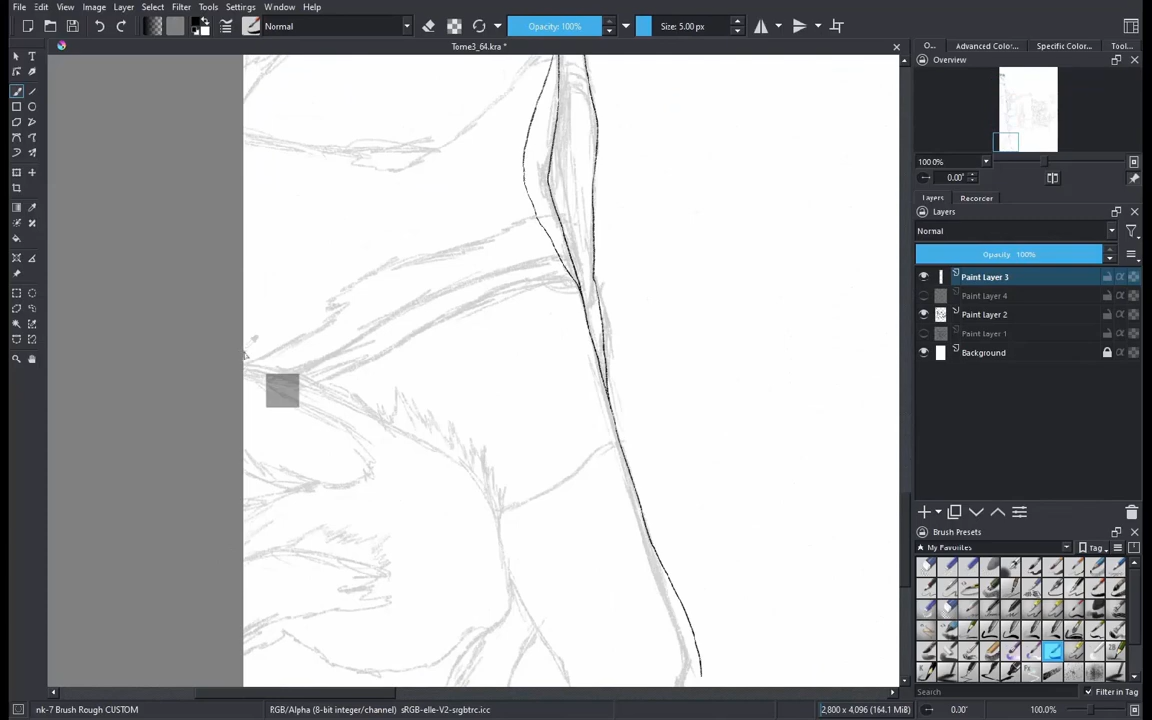 File Edit View Image Layer Select Filter Tools Settings Window Help
Normal
Opacity: 100%
Size: 5.00 px
Tome3_64.kra *
O... Advanced Color... Specific Color... Tool...
Overview
100%
0.00°
Layers Recorder
Layers
Normal
Opacity 100%
Paint Layer 3
Paint Layer 4
Paint Layer 2
Paint Layer 1
Background
Brush Presets
My Favorites
Tag
Search
Filter in Tag
nk-7 Brush Rough CUSTOM
RGB/Alpha (8-bit integer/channel) sRGB-elle-V2-srgbtrc.icc
2,800 x 4,096 (164.1 MiB)
0.00°
100.0%